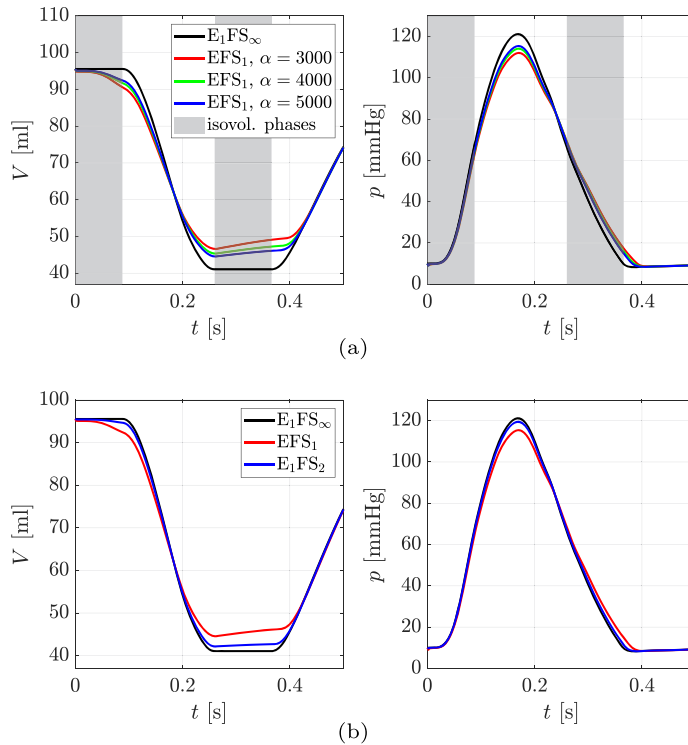 110
100
90
80
70
60
50
40
V [ml]
E₁FS∞
EFS₁, α = 3000
EFS₁, α = 4000
EFS₁, α = 5000
isovol. phases
0
0.2
0.4
t [s]
120
100
80
60
40
20
0
p [mmHg]
0
0.2
0.4
t [s]
(a)
100
90
80
70
60
50
40
V [ml]
E₁FS∞
EFS₁
E₁FS₂
0
0.2
0.4
t [s]
120
100
80
60
40
20
0
p [mmHg]
0
0.2
0.4
t [s]
(b)